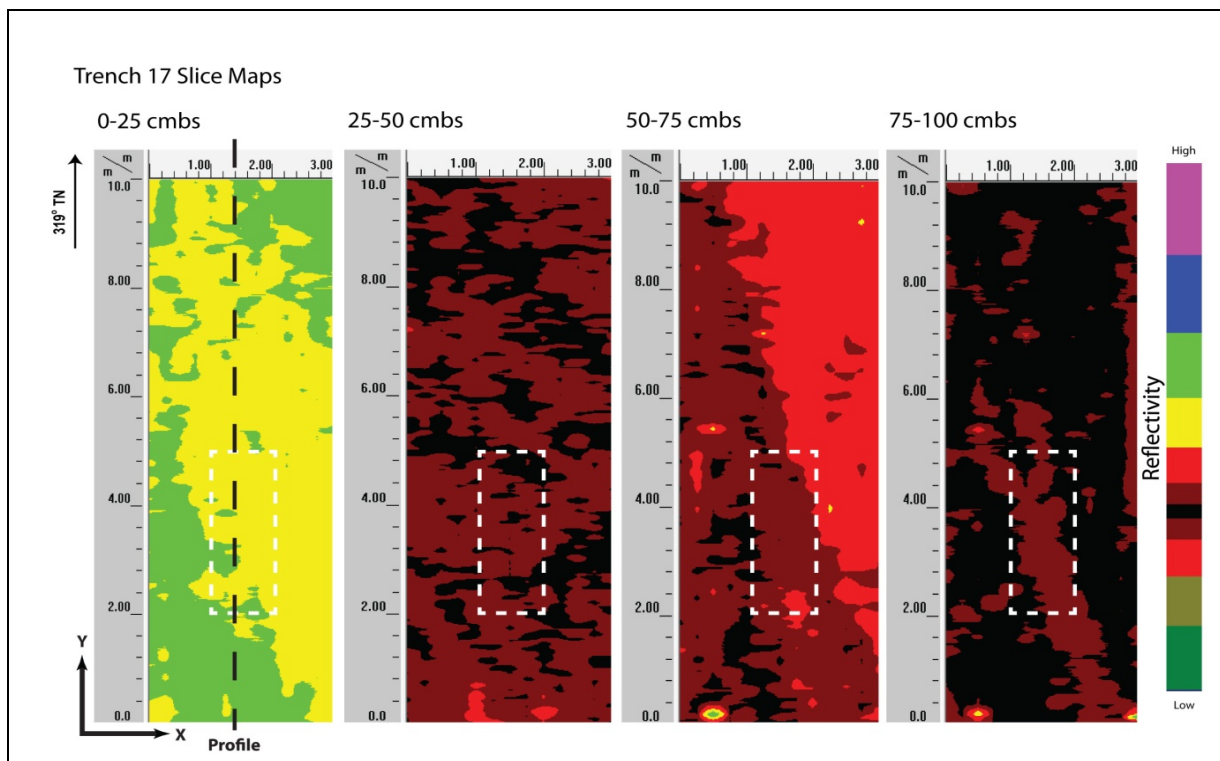 Trench 17 Slice Maps
0-25 cmbs
25-50 cmbs
50-75 cmbs
75-100 cmbs
319° TN
m
m
1.00 2.00 3.00
10.0
8.00
6.00
4.00
2.00
0.0
m
m
1.00 2.00 3.00
10.0
8.00
6.00
4.00
2.00
0.0
m
m
1.00 2.00 3.00
10.0
8.00
6.00
4.00
2.00
0.0
m
m
1.00 2.00 3.00
10.0
8.00
6.00
4.00
2.00
0.0
High
Reflectivity
Low
Y
X
Profile